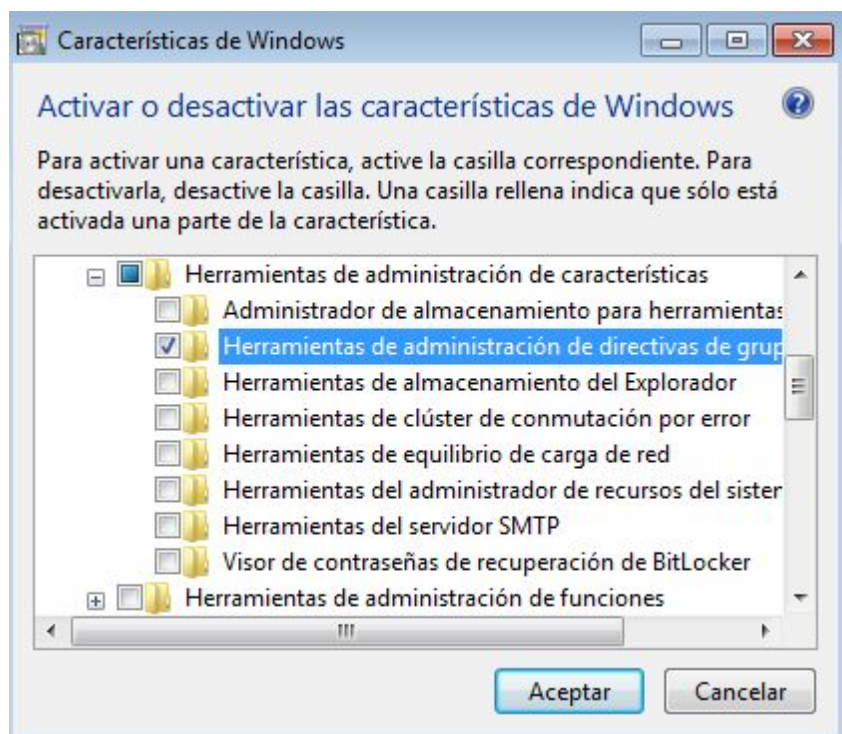 Características de Windows
Activar o desactivar las características de Windows
Para activar una característica, active la casilla correspondiente. Para
desactivarla, desactive la casilla. Una casilla rellena indica que sólo está
activada una parte de la característica.
Herramientas de administración de características
Administrador de almacenamiento para herramientas
Herramientas de administración de directivas de grup
Herramientas de almacenamiento del Explorador
Herramientas de clúster de conmutación por error
Herramientas de equilibrio de carga de red
Herramientas del administrador de recursos del sister
Herramientas del servidor SMTP
Visor de contraseñas de recuperación de BitLocker
Herramientas de administración de funciones
Aceptar Cancelar